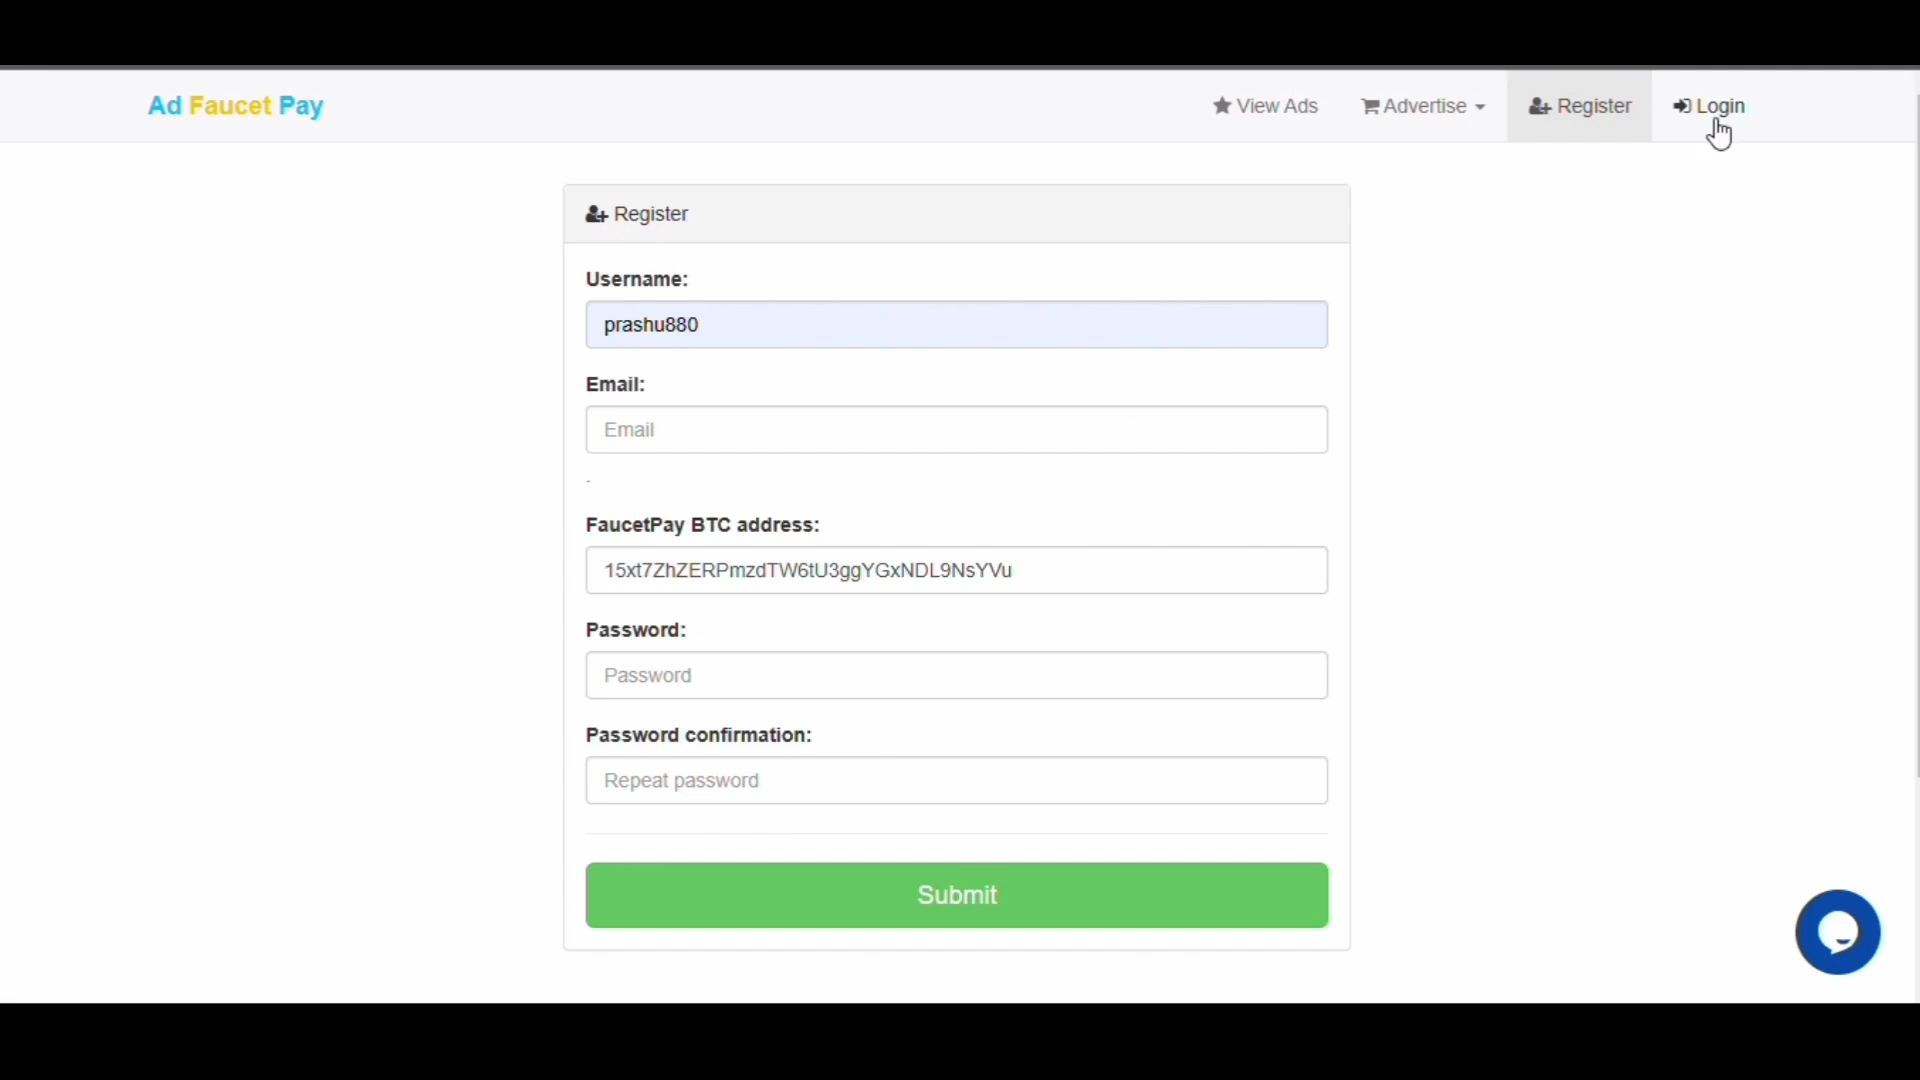 Ad Faucet Pay
View Ads
Advertise
Register
Login
Register
Username:
prashu880
Email:
Email
.
FaucetPay BTC address:
15xt7ZhZERPmzdTW6tU3ggYGxNDL9NsYVu
Password:
Password
Password confirmation:
Repeat password
Submit